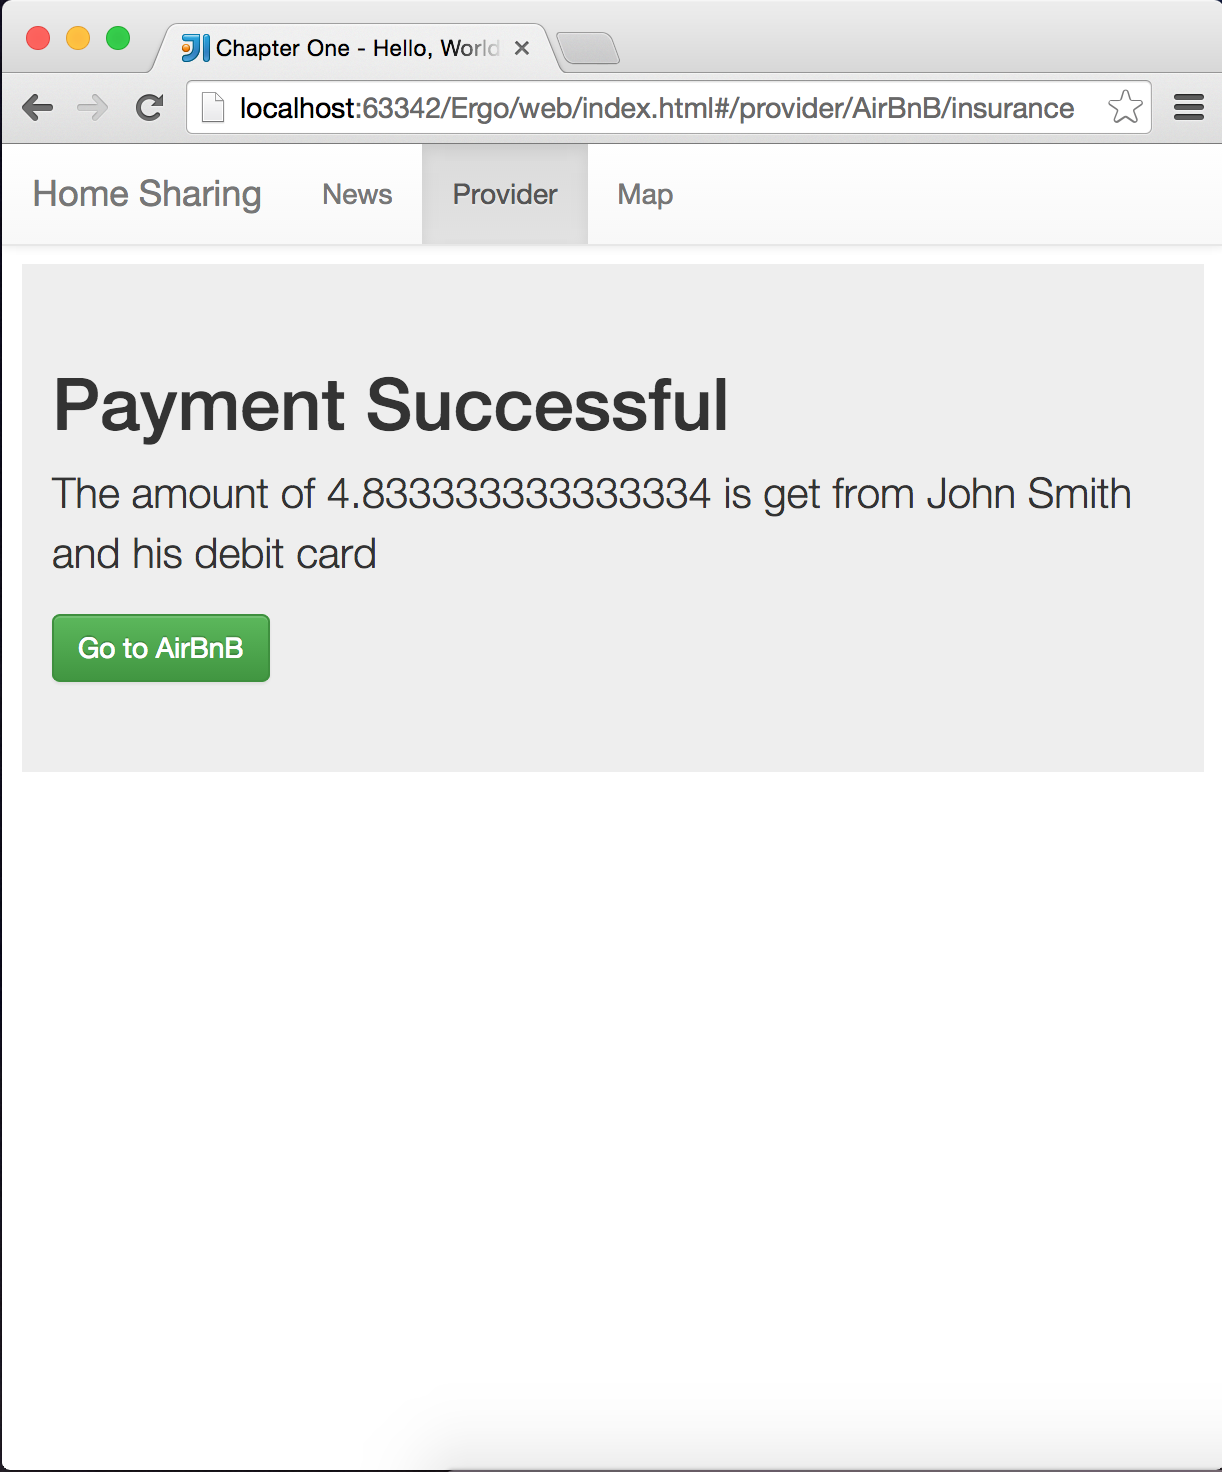 Chapter One - Hello, World
localhost:63342/Ergo/web/index.html#/provider/AirBnB/insurance
Home Sharing News Provider Map
Payment Successful
The amount of 4.833333333333334 is get from John Smith
and his debit card
Go to AirBnB